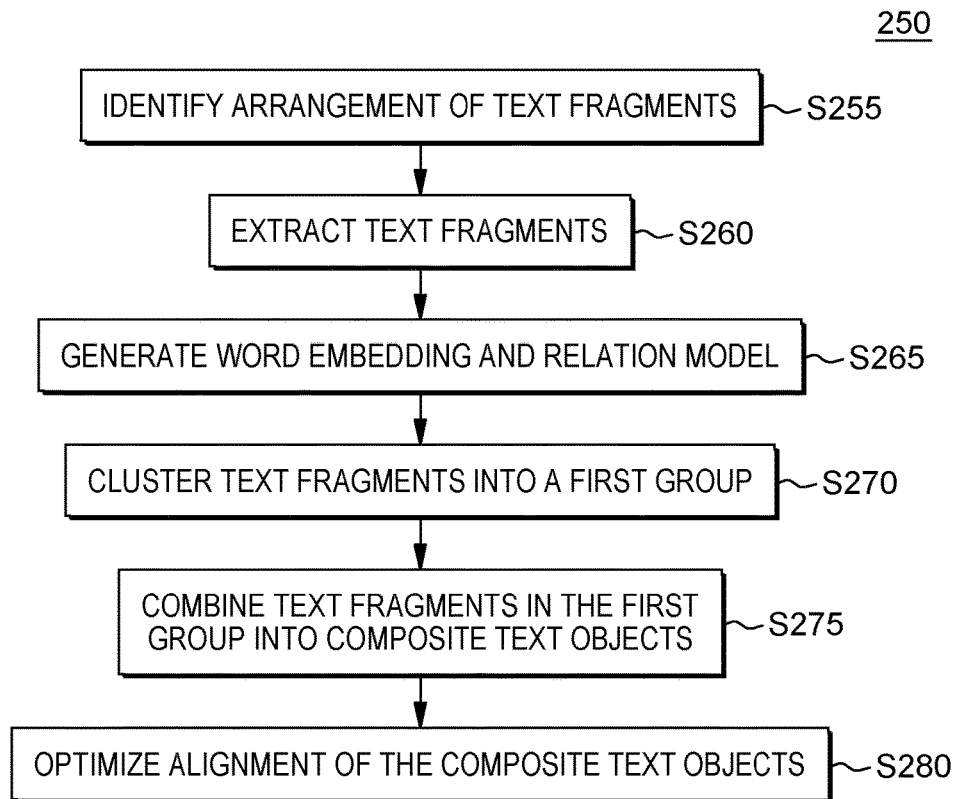 250
IDENTIFY ARRANGEMENT OF TEXT FRAGMENTS
S255
EXTRACT TEXT FRAGMENTS
S260
GENERATE WORD EMBEDDING AND RELATION MODEL
S265
CLUSTER TEXT FRAGMENTS INTO A FIRST GROUP
S270
COMBINE TEXT FRAGMENTS IN THE FIRST
GROUP INTO COMPOSITE TEXT OBJECTS
S275
OPTIMIZE ALIGNMENT OF THE COMPOSITE TEXT OBJECTS
S280